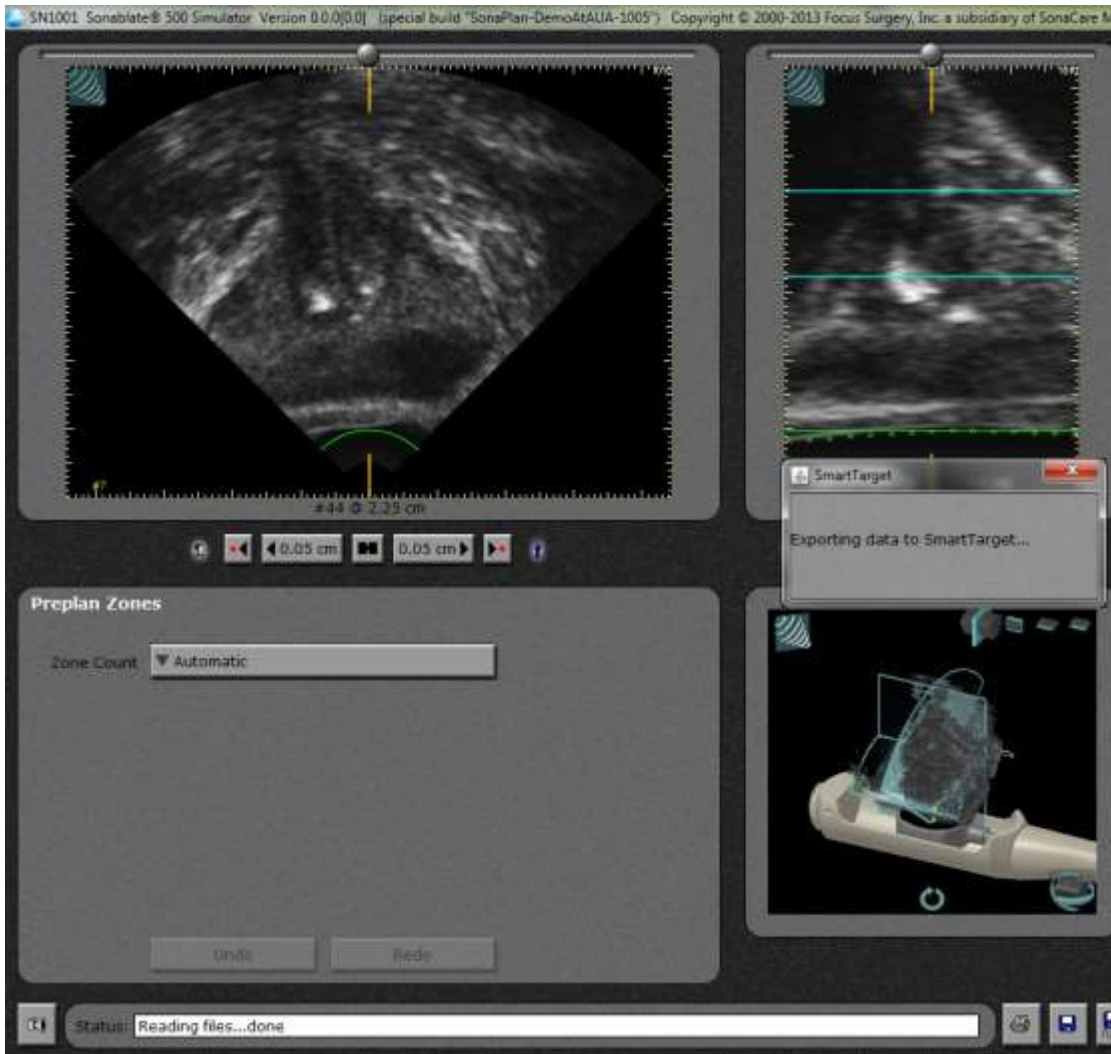 SN1001 Sonablate® 500 Simulator Version 0.0.0[0.0] (special build "SonaPlan-DemoAtAUA-1005") Copyright © 2000-2013 Focus Surgery, Inc. a subsidiary of SonaCare M
#44 @ 2.25 cm
0.05 cm
0.05 cm
SmartTarget
Exporting data to SmartTarget...
Preplan Zones
Zone Count
Automatic
Undo
Redo
Status: Reading files...done